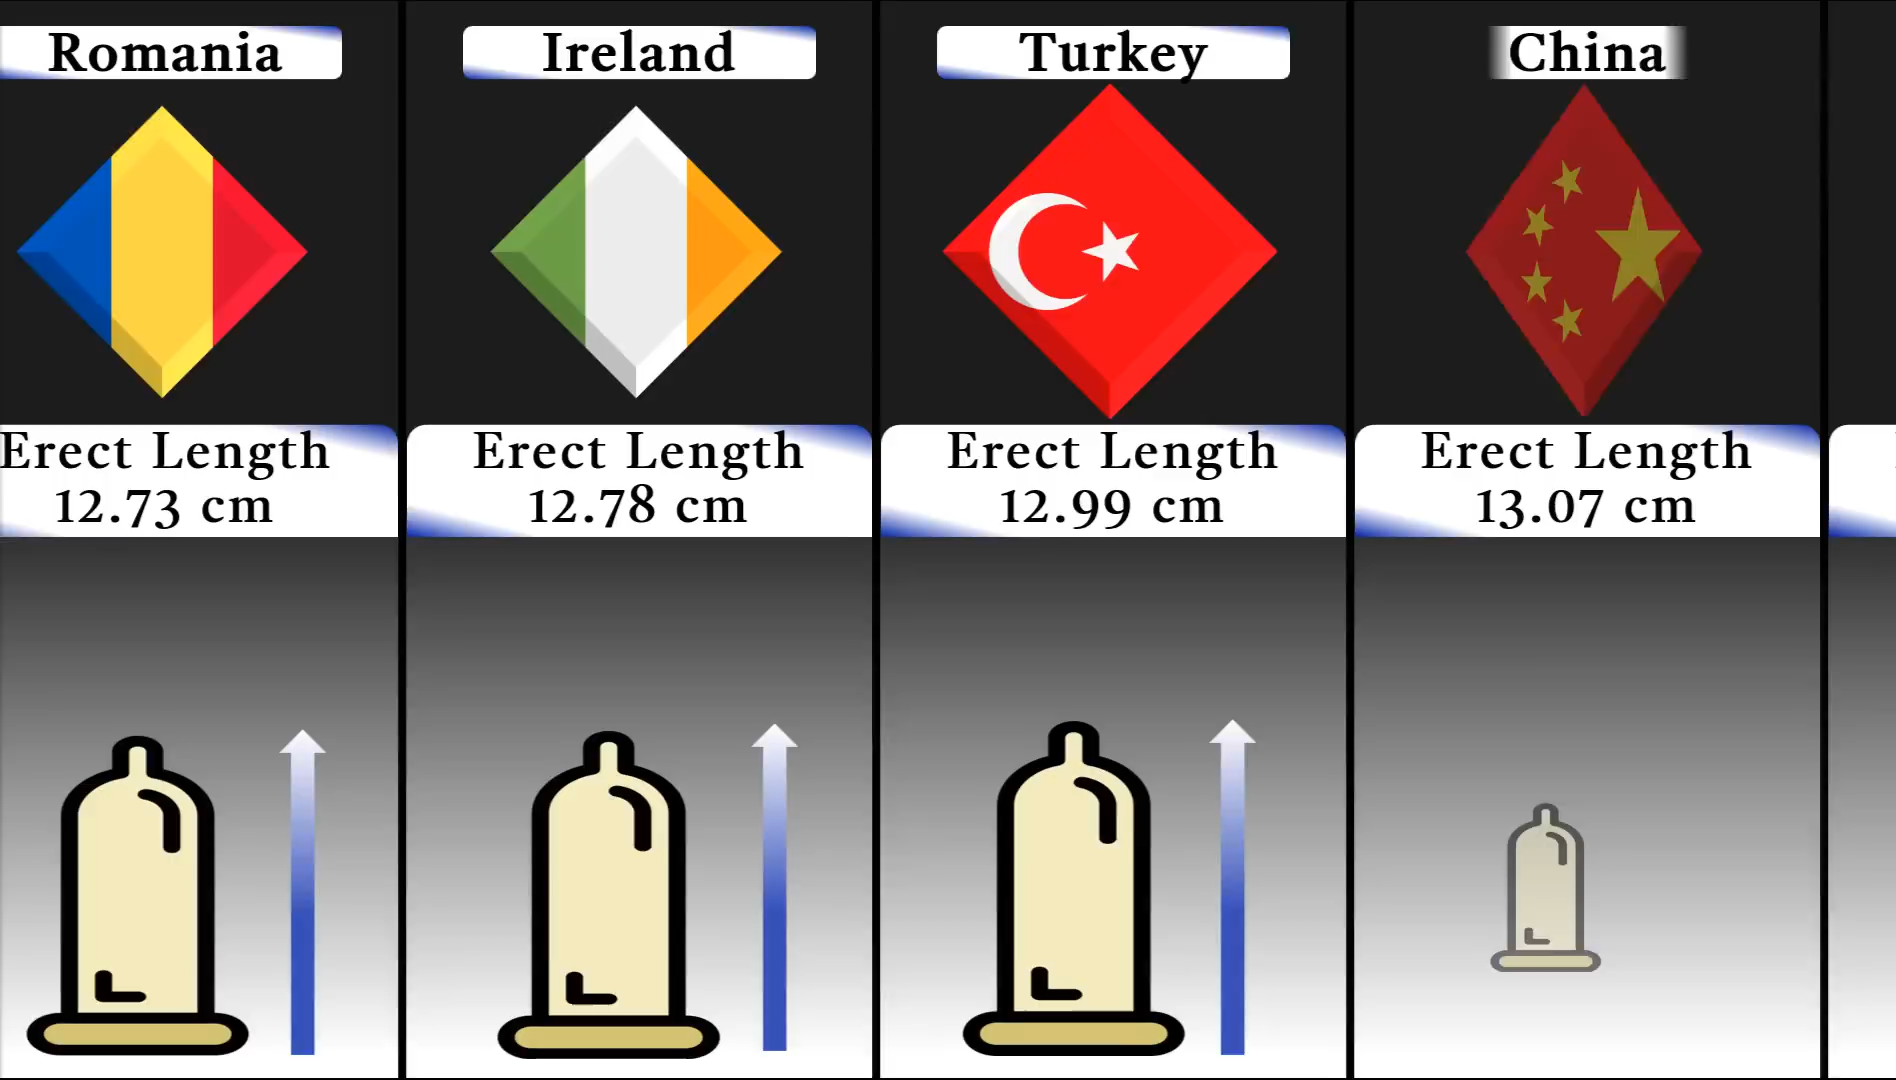 Romania
Erect Length
12.73 cm
Ireland
Erect Length
12.78 cm
Turkey
Erect Length
12.99 cm
China
Erect Length
13.07 cm